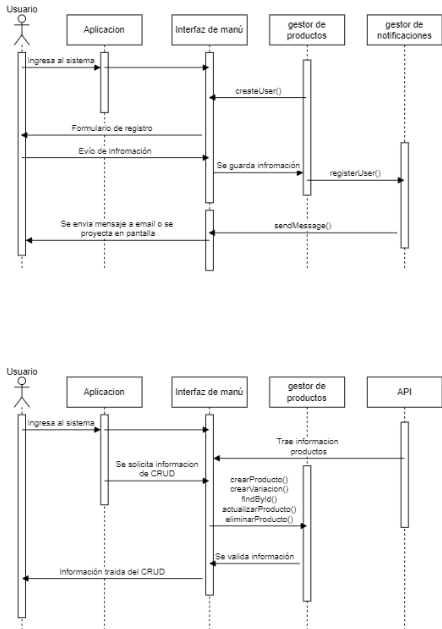 Usuario
Aplicacion
Interfaz de manú
gestor de
productos
gestor de
notificaciones
Ingresa al sistema
createUser()
Formulario de registro
Evío de infromación
Se guarda infromación
registerUser()
Se envia mensaje a email o se
proyecta en pantalla
sendMessage()
Usuario
Aplicacion
Interfaz de manú
gestor de
productos
API
Ingresa al sistema
Trae informacion
productos
Se solicita informacion
de CRUD
crearProducto()
crearVariacion()
findById()
actualizarProducto()
eliminarProducto()
Se valida información
Información traida del CRUD